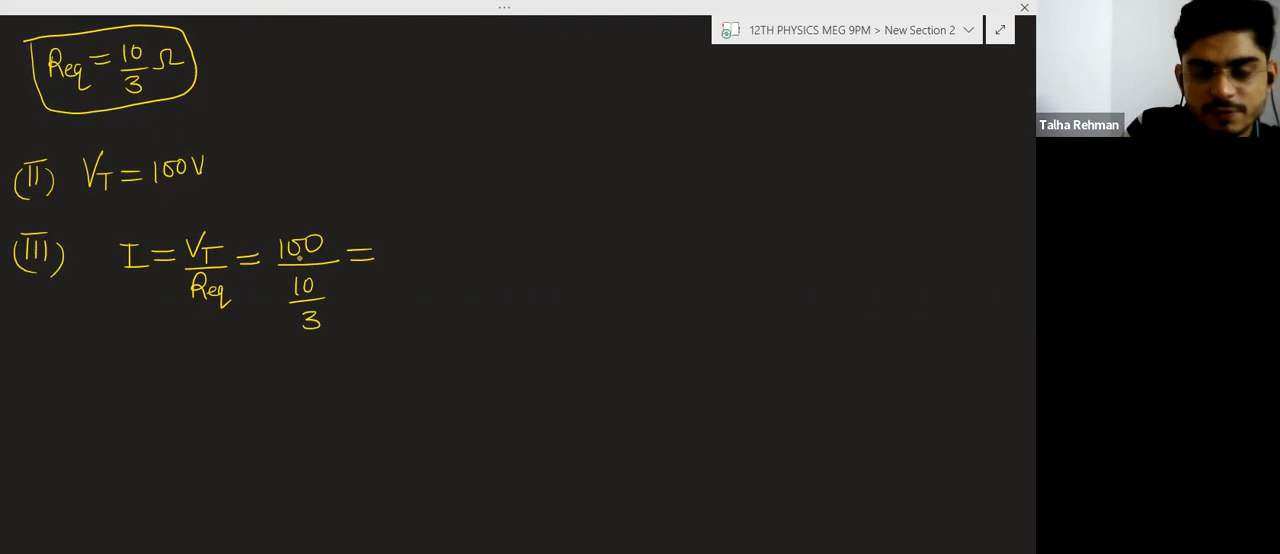 12TH PHYSICS MEG 9PM > New Section 2
Req = 10/3 Ω
(II) VT = 100V
(III) I = VT/Req = 100/(10/3) =
Talha Rehman